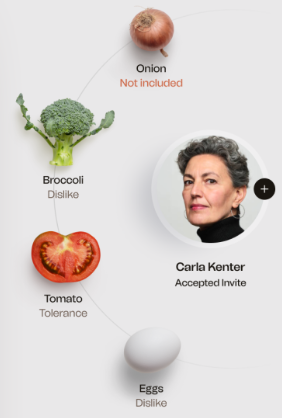 Onion
Not included
Broccoli
Dislike
Carla Kenter
Accepted Invite
Tomato
Tolerance
Eggs
Dislike